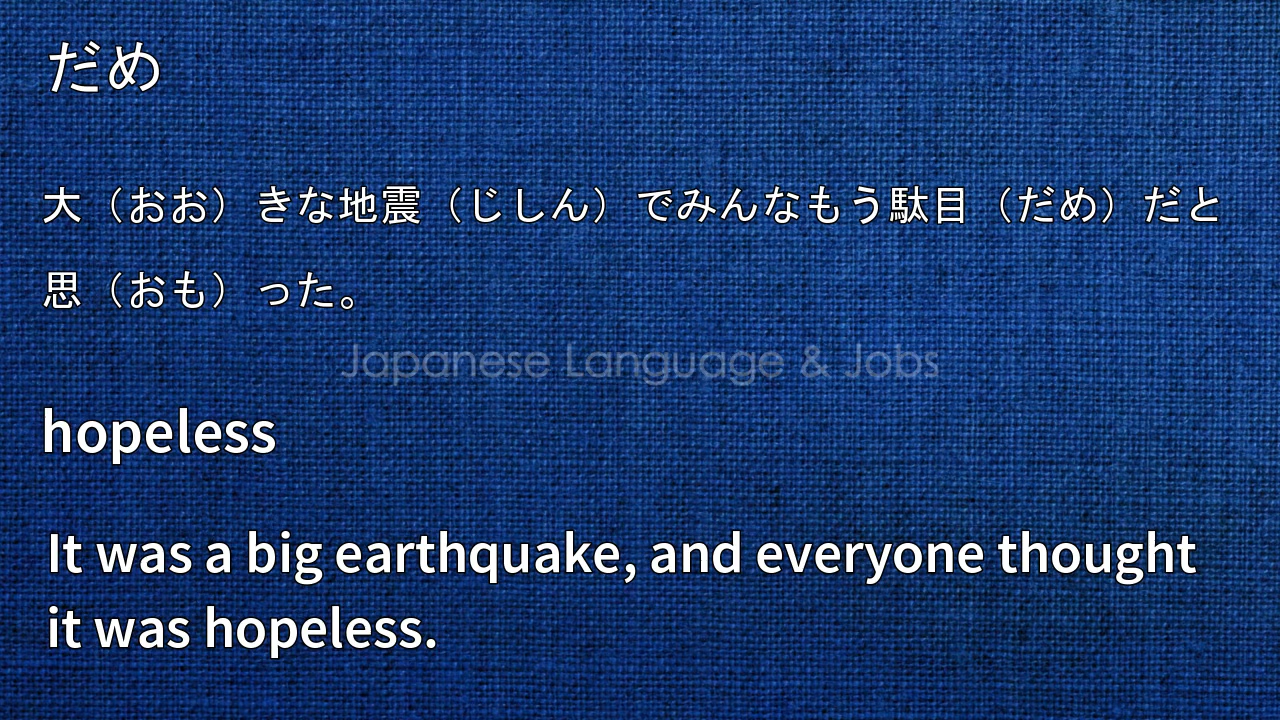 だめ
大（おお）きな地震（じしん）でみんなもう駄目（だめ）だと
思（おも）った。
Japanese Language & Jobs
hopeless
It was a big earthquake, and everyone thought
it was hopeless.